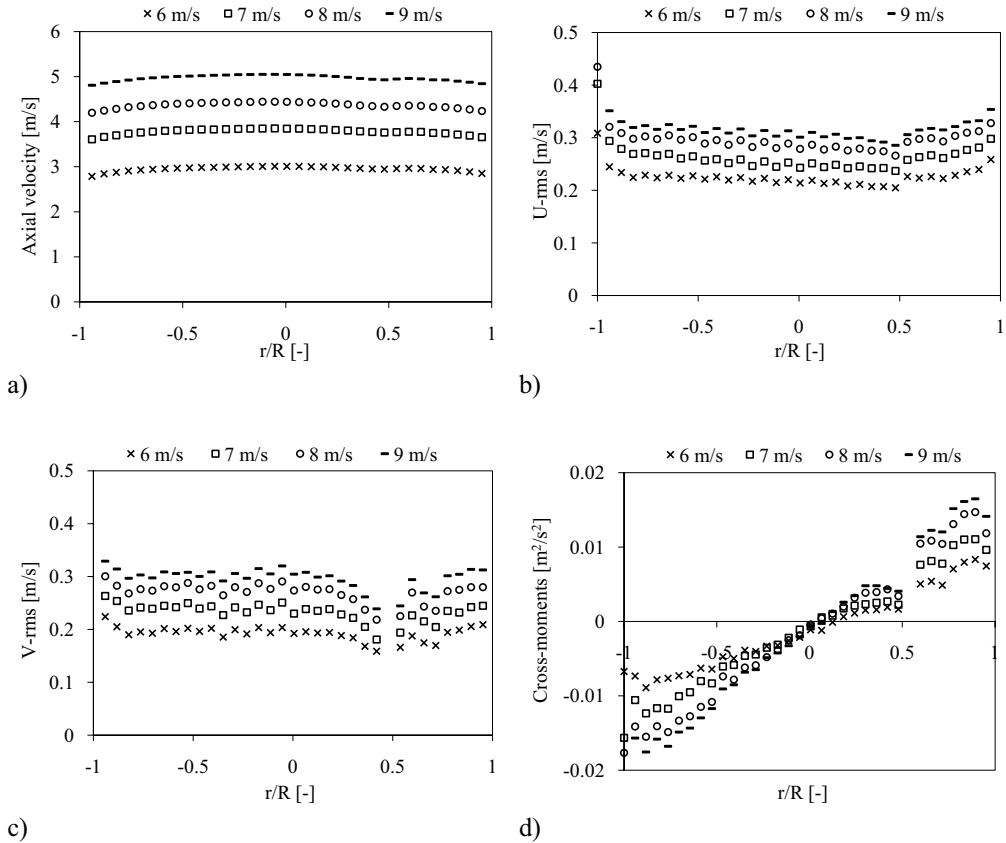 × 6 m/s □ 7 m/s ○ 8 m/s – 9 m/s
Axial velocity [m/s]
6
5
4
3
2
1
0
-1 -0.5 0 0.5 1
r/R [-]
a)
× 6 m/s □ 7 m/s ○ 8 m/s – 9 m/s
U-rms [m/s]
0.5
0.4
0.3
0.2
0.1
0
-1 -0.5 0 0.5 1
r/R [-]
b)
× 6 m/s □ 7 m/s ○ 8 m/s – 9 m/s
V-rms [m/s]
0.5
0.4
0.3
0.2
0.1
0
-1 -0.5 0 0.5 1
r/R [-]
c)
× 6 m/s □ 7 m/s ○ 8 m/s – 9 m/s
Cross-moments [m²/s²]
0.02
0.01
0
-0.01
-0.02
-1 -0.5 0 0.5 1
r/R [-]
d)